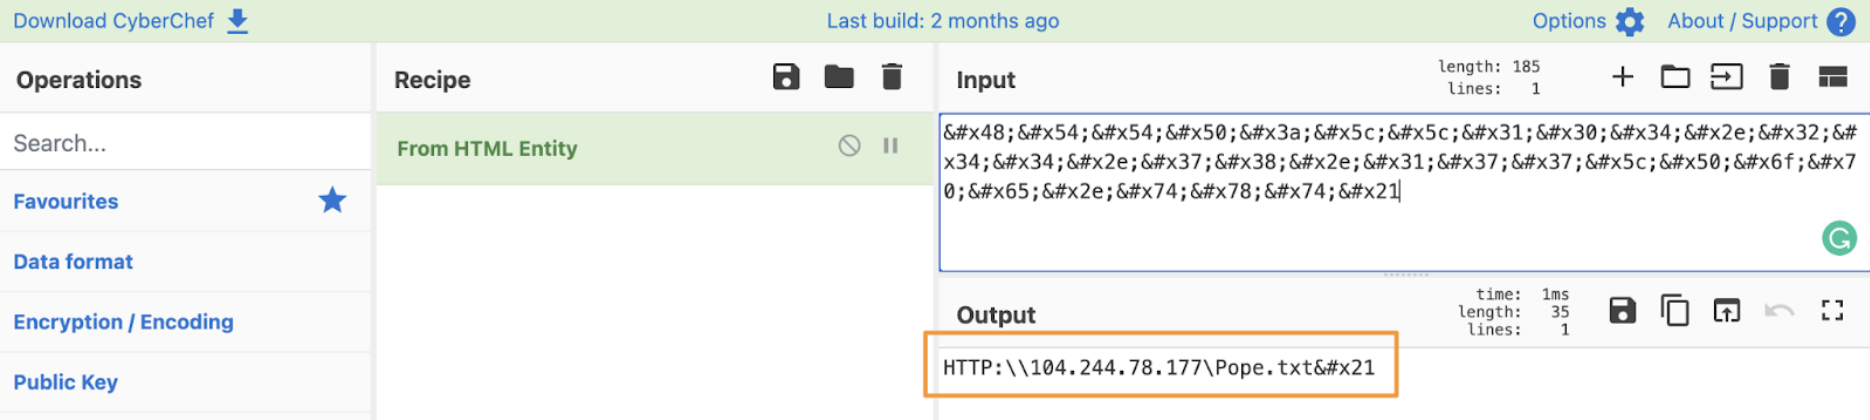 Download CyberChef
Last build: 2 months ago
Options
About / Support
Operations
Recipe
Input
length: 185
lines: 1
Search...
From HTML Entity
&#x48;&#x54;&#x54;&#x50;&#x3a;&#x5c;&#x5c;&#x31;&#x30;&#x34;&#x2e;&#x32;&#
x34;&#x34;&#x2e;&#x37;&#x38;&#x2e;&#x31;&#x37;&#x37;&#x5c;&#x50;&#x6f;&#x7
0;&#x65;&#x2e;&#x74;&#x78;&#x74;&#x21
Favourites
Data format
Encryption / Encoding
Public Key
Output
time: 1ms
length: 35
lines: 1
HTTP:\\104.244.78.177\Pope.txt&#x21